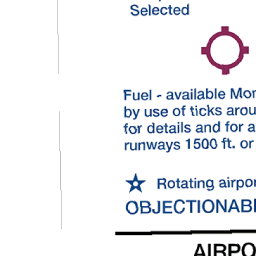 Selected
Fuel - available Mon
by use of ticks arou
for details and for a
runways 1500 ft. or
Rotating airpor
OBJECTIONABL
AIRPO